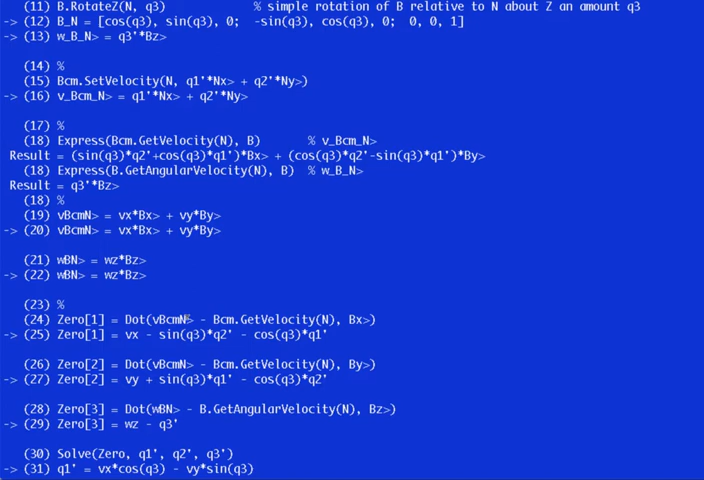 (11) B.RotateZ(N, q3) % simple rotation of B relative to N about Z an amount q3
-> (12) B_N = [cos(q3), sin(q3), 0; -sin(q3), cos(q3), 0; 0, 0, 1]
-> (13) w_B_N> = q3'*Bz>
(14) %
(15) Bcm.SetVelocity(N, q1'*Nx> + q2'*Ny>)
-> (16) v_Bcm_N> = q1'*Nx> + q2'*Ny>
(17) %
(18) Express(Bcm.GetVelocity(N), B) % v_Bcm_N>
Result = (sin(q3)*q2'+cos(q3)*q1')*Bx> + (cos(q3)*q2'-sin(q3)*q1')*By>
(18) Express(B.GetAngularVelocity(N), B) % w_B_N>
Result = q3'*Bz>
(18) %
(19) vBcmN> = vx*Bx> + vy*By>
-> (20) vBcmN> = vx*Bx> + vy*By>
(21) wBN> = wz*Bz>
-> (22) wBN> = wz*Bz>
(23) %
(24) Zero[1] = Dot(vBcmN> - Bcm.GetVelocity(N), Bx>)
-> (25) Zero[1] = vx - sin(q3)*q2' - cos(q3)*q1'
(26) Zero[2] = Dot(vBcmN> - Bcm.GetVelocity(N), By>)
-> (27) Zero[2] = vy + sin(q3)*q1' - cos(q3)*q2'
(28) Zero[3] = Dot(wBN> - B.GetAngularVelocity(N), Bz>)
-> (29) Zero[3] = wz - q3'
(30) Solve(Zero, q1', q2', q3')
-> (31) q1' = vx*cos(q3) - vy*sin(q3)